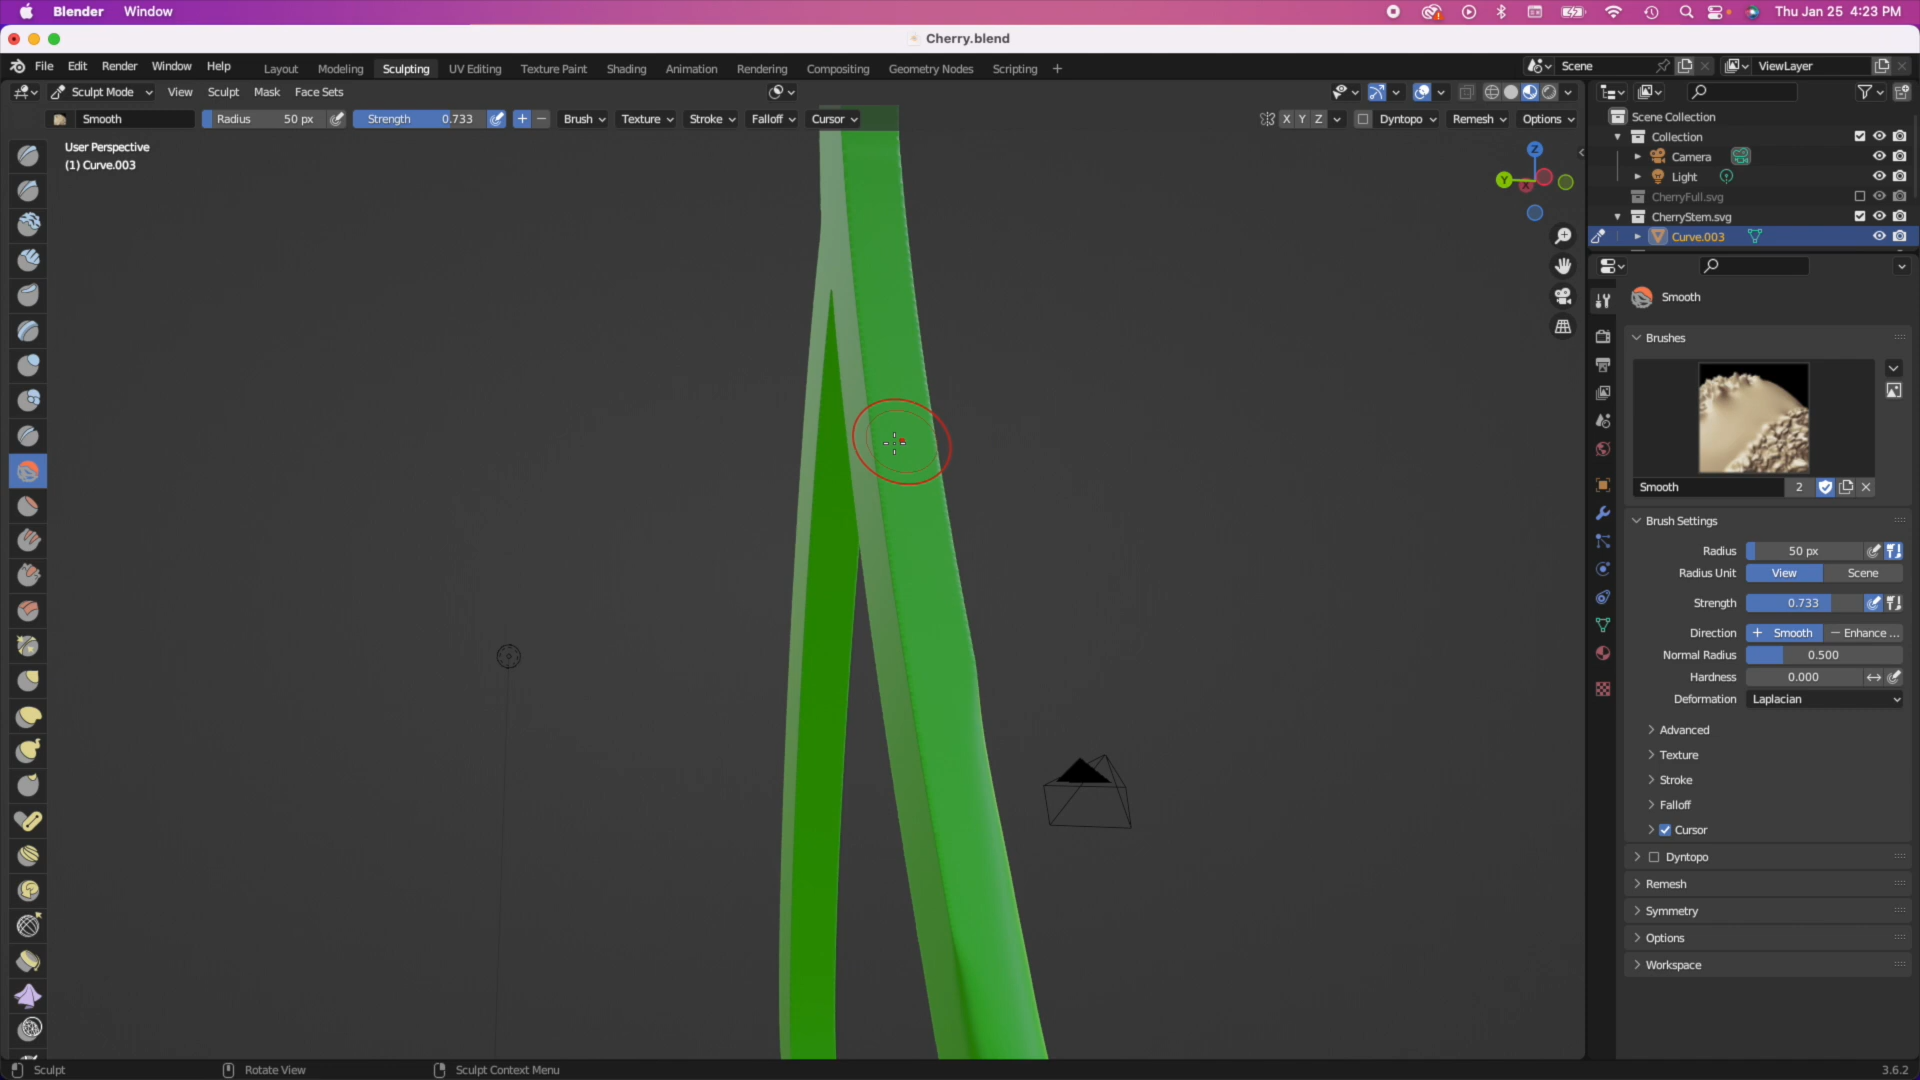 Blender Window Thu Jan 25 4:23 PM
Cherry.blend
File Edit Render Window Help Layout Modeling Sculpting UV Editing Texture Paint Shading Animation Rendering Compositing Geometry Nodes Scripting + Scene ViewLayer
Sculpt Mode View Sculpt Mask Face Sets
Smooth Radius 50 px Strength 0.733 Brush Texture Stroke Falloff Cursor X Y Z Dyntopo Remesh Options
User Perspective
(1) Curve.003
Z
Y
X
Scene Collection
Collection
Camera
Light
CherryFull.svg
CherryStem.svg
Curve.003
Smooth
Brushes
Smooth 2
Brush Settings
Radius 50 px
Radius Unit View Scene
Strength 0.733
Direction + Smooth − Enhance ...
Normal Radius 0.500
Hardness 0.000
Deformation Laplacian
Advanced
Texture
Stroke
Falloff
Cursor
Dyntopo
Remesh
Symmetry
Options
Workspace
Sculpt Rotate View Sculpt Context Menu 3.6.2